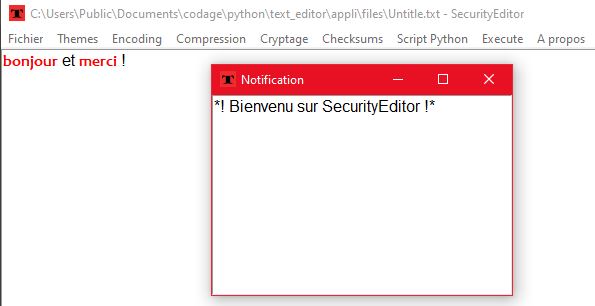 C:\Users\Public\Documents\codage\python\text_editor\appli\files\Untitle.txt - SecurityEditor
Fichier Themes Encoding Compression Cryptage Checksums Script Python Execute A propos
bonjour et merci !
Notification
*! Bienvenu sur SecurityEditor !*